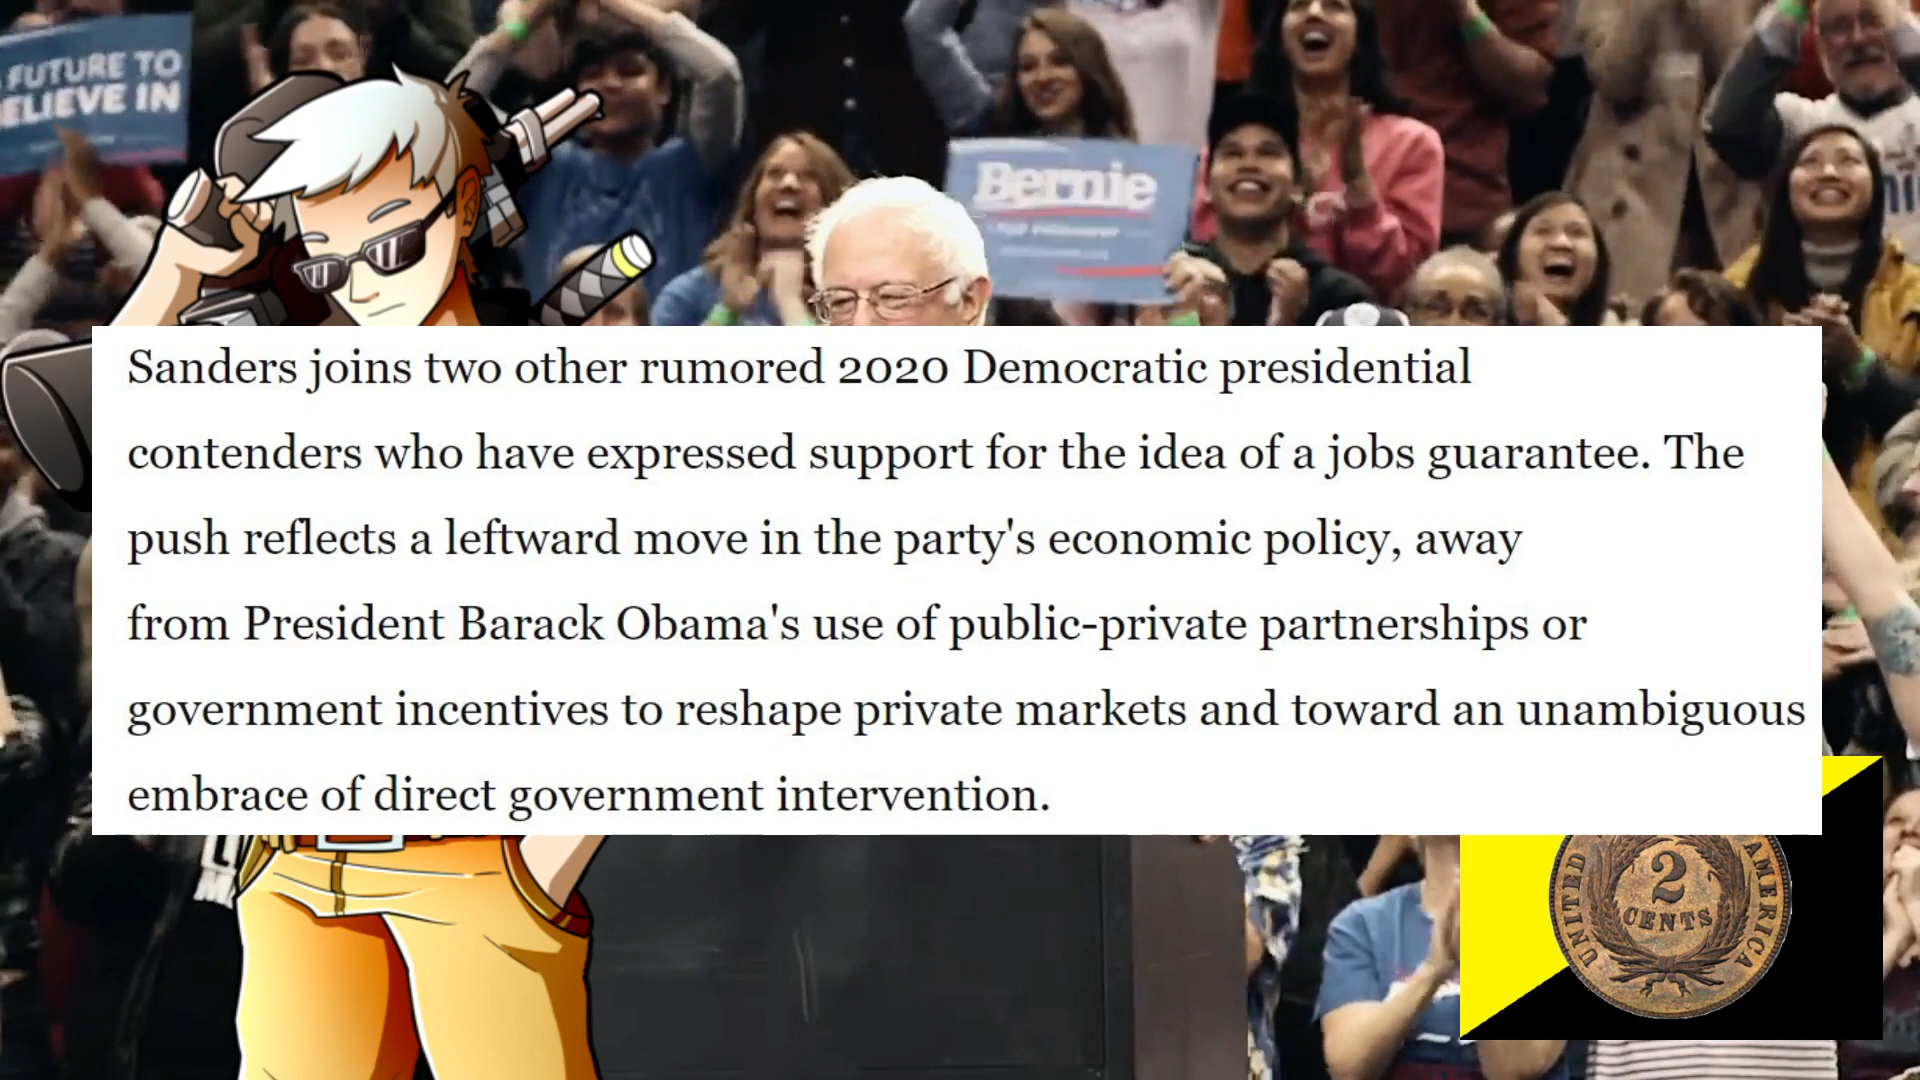 FUTURE TO
BELIEVE IN
Bernie
Sanders joins two other rumored 2020 Democratic presidential
contenders who have expressed support for the idea of a jobs guarantee. The
push reflects a leftward move in the party's economic policy, away
from President Barack Obama's use of public-private partnerships or
government incentives to reshape private markets and toward an unambiguous
embrace of direct government intervention.
UNITED
AMERICA
2
CENTS